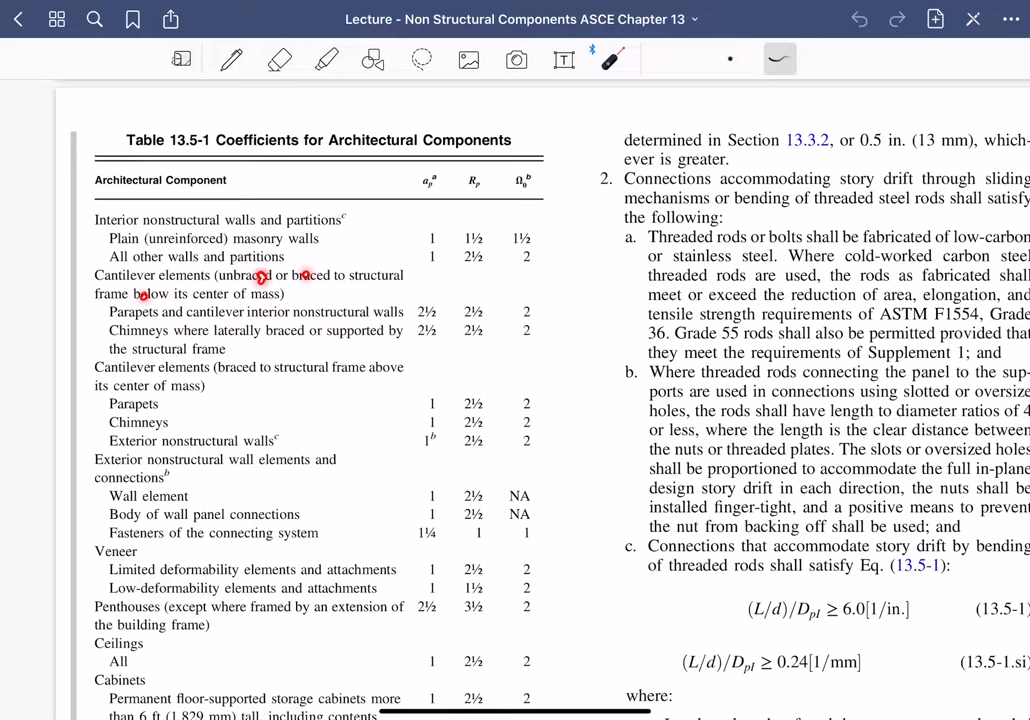 Lecture - Non Structural Components ASCE Chapter 13
Table 13.5-1 Coefficients for Architectural Components
Architectural Component aₚᵃ Rₚ Ω₀ᵇ
Interior nonstructural walls and partitionsᶜ
Plain (unreinforced) masonry walls 1 1½ 1½
All other walls and partitions 1 2½ 2
Cantilever elements (unbraced or braced to structural
frame below its center of mass)
Parapets and cantilever interior nonstructural walls 2½ 2½ 2
Chimneys where laterally braced or supported by 2½ 2½ 2
the structural frame
Cantilever elements (braced to structural frame above
its center of mass)
Parapets 1 2½ 2
Chimneys 1 2½ 2
Exterior nonstructural wallsᶜ 1ᵇ 2½ 2
Exterior nonstructural wall elements and
connectionsᵇ
Wall element 1 2½ NA
Body of wall panel connections 1 2½ NA
Fasteners of the connecting system 1¼ 1 1
Veneer
Limited deformability elements and attachments 1 2½ 2
Low-deformability elements and attachments 1 1½ 2
Penthouses (except where framed by an extension of 2½ 3½ 2
the building frame)
Ceilings
All 1 2½ 2
Cabinets
Permanent floor-supported storage cabinets more 1 2½ 2
than 6 ft (1,829 mm) tall, including contents
determined in Section 13.3.2, or 0.5 in. (13 mm), which-
ever is greater.
2. Connections accommodating story drift through sliding
mechanisms or bending of threaded steel rods shall satisfy
the following:
a. Threaded rods or bolts shall be fabricated of low-carbon
or stainless steel. Where cold-worked carbon steel
threaded rods are used, the rods as fabricated shall
meet or exceed the reduction of area, elongation, and
tensile strength requirements of ASTM F1554, Grade
36. Grade 55 rods shall also be permitted provided that
they meet the requirements of Supplement 1; and
b. Where threaded rods connecting the panel to the sup-
ports are used in connections using slotted or oversize
holes, the rods shall have length to diameter ratios of 4
or less, where the length is the clear distance between
the nuts or threaded plates. The slots or oversized holes
shall be proportioned to accommodate the full in-plane
design story drift in each direction, the nuts shall be
installed finger-tight, and a positive means to prevent
the nut from backing off shall be used; and
c. Connections that accommodate story drift by bending
of threaded rods shall satisfy Eq. (13.5-1):
(L/d)/DₚI ≥ 6.0[1/in.] (13.5-1)
(L/d)/DₚI ≥ 0.24[1/mm] (13.5-1.si)
where: